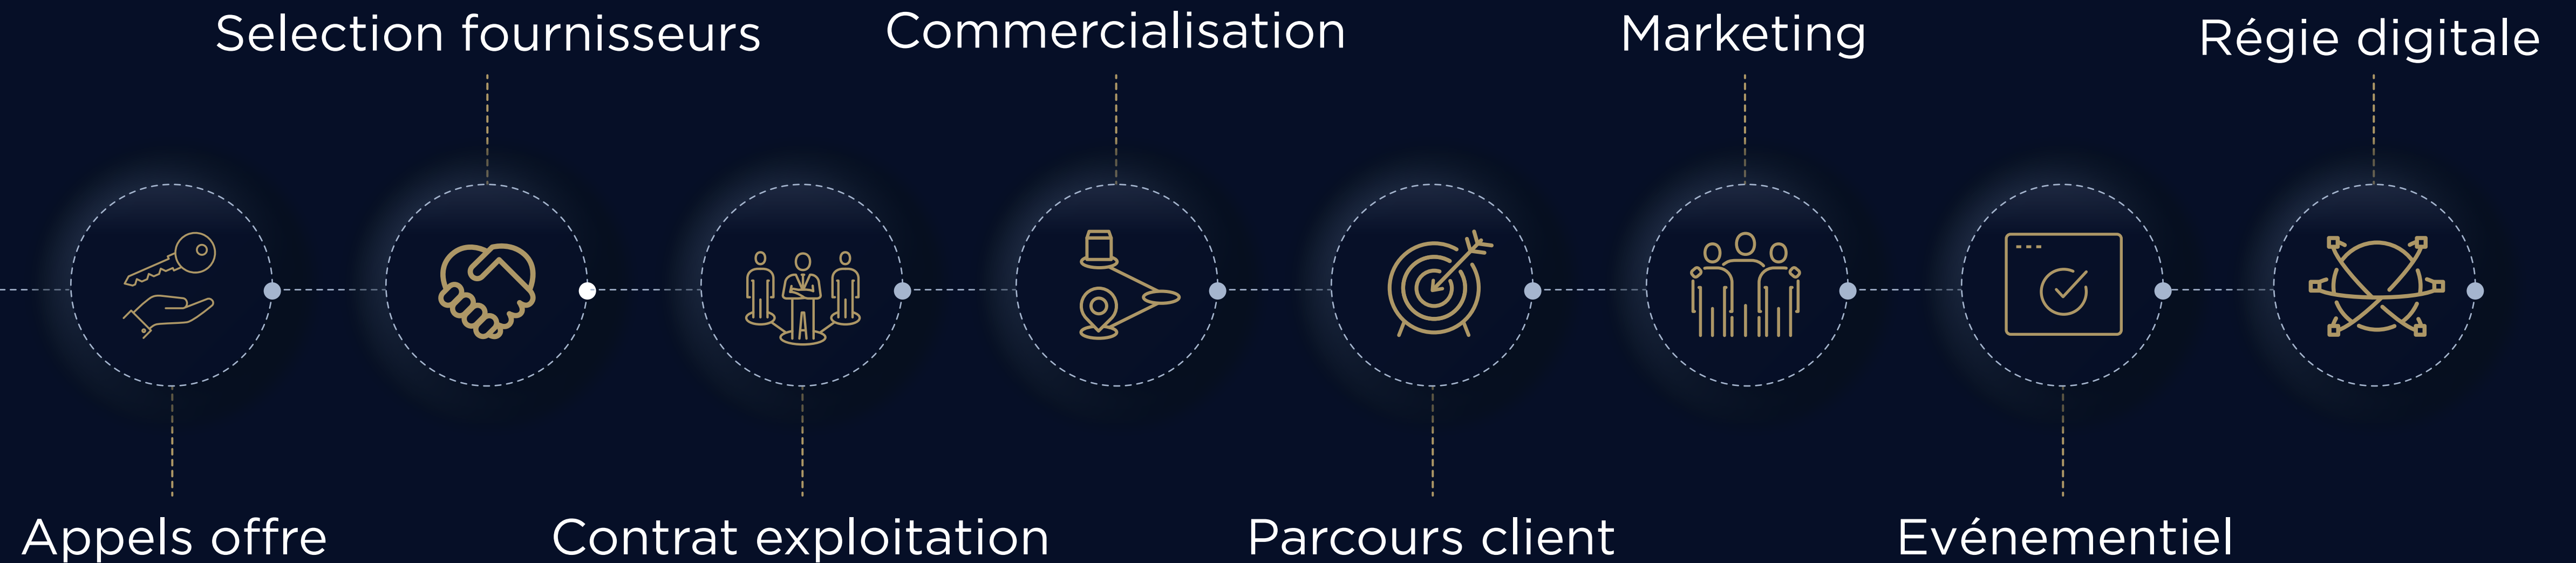 Selection fournisseurs
Commercialisation
Marketing
Régie digitale
Appels offre
Contrat exploitation
Parcours client
Evénementiel